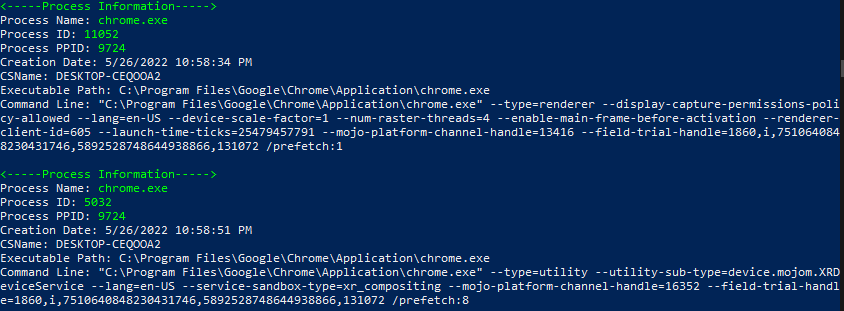 <-----Process Information----->
Process Name: chrome.exe
Process ID: 11052
Process PPID: 9724
Creation Date: 5/26/2022 10:58:34 PM
CSName: DESKTOP-CEQOOA2
Executable Path: C:\Program Files\Google\Chrome\Application\chrome.exe
Command Line: "C:\Program Files\Google\Chrome\Application\chrome.exe" --type=renderer --display-capture-permissions-poli
cy-allowed --lang=en-US --device-scale-factor=1 --num-raster-threads=4 --enable-main-frame-before-activation --renderer-
client-id=605 --launch-time-ticks=25479457791 --mojo-platform-channel-handle=13416 --field-trial-handle=1860,i,751064084
8230431746,5892528748644938866,131072 /prefetch:1
<-----Process Information----->
Process Name: chrome.exe
Process ID: 5032
Process PPID: 9724
Creation Date: 5/26/2022 10:58:51 PM
CSName: DESKTOP-CEQOOA2
Executable Path: C:\Program Files\Google\Chrome\Application\chrome.exe
Command Line: "C:\Program Files\Google\Chrome\Application\chrome.exe" --type=utility --utility-sub-type=device.mojom.XRD
eviceService --lang=en-US --service-sandbox-type=xr_compositing --mojo-platform-channel-handle=16352 --field-trial-handl
e=1860,i,7510640848230431746,5892528748644938866,131072 /prefetch:8